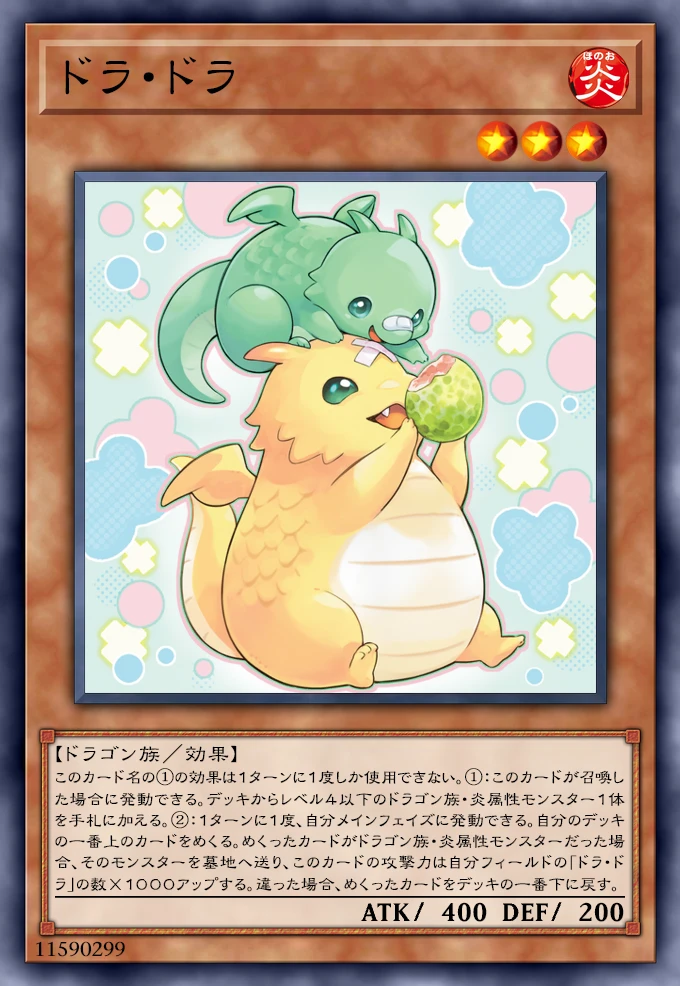 ドラ・ドラ
ほのお
炎
【ドラゴン族／効果】
このカード名の①の効果は1ターンに1度しか使用できない。①：このカードが召喚し
た場合に発動できる。デッキからレベル4以下のドラゴン族・炎属性モンスター1体
を手札に加える。②：1ターンに1度、自分メインフェイズに発動できる。自分のデッキ
の一番上のカードをめくる。めくったカードがドラゴン族・炎属性モンスターだった場
合、そのモンスターを墓地へ送り、このカードの攻撃力は自分フィールドの「ドラ・ド
ラ」の数×1000アップする。違った場合、めくったカードをデッキの一番下に戻す。
ATK/ 400 DEF/ 200
11590299